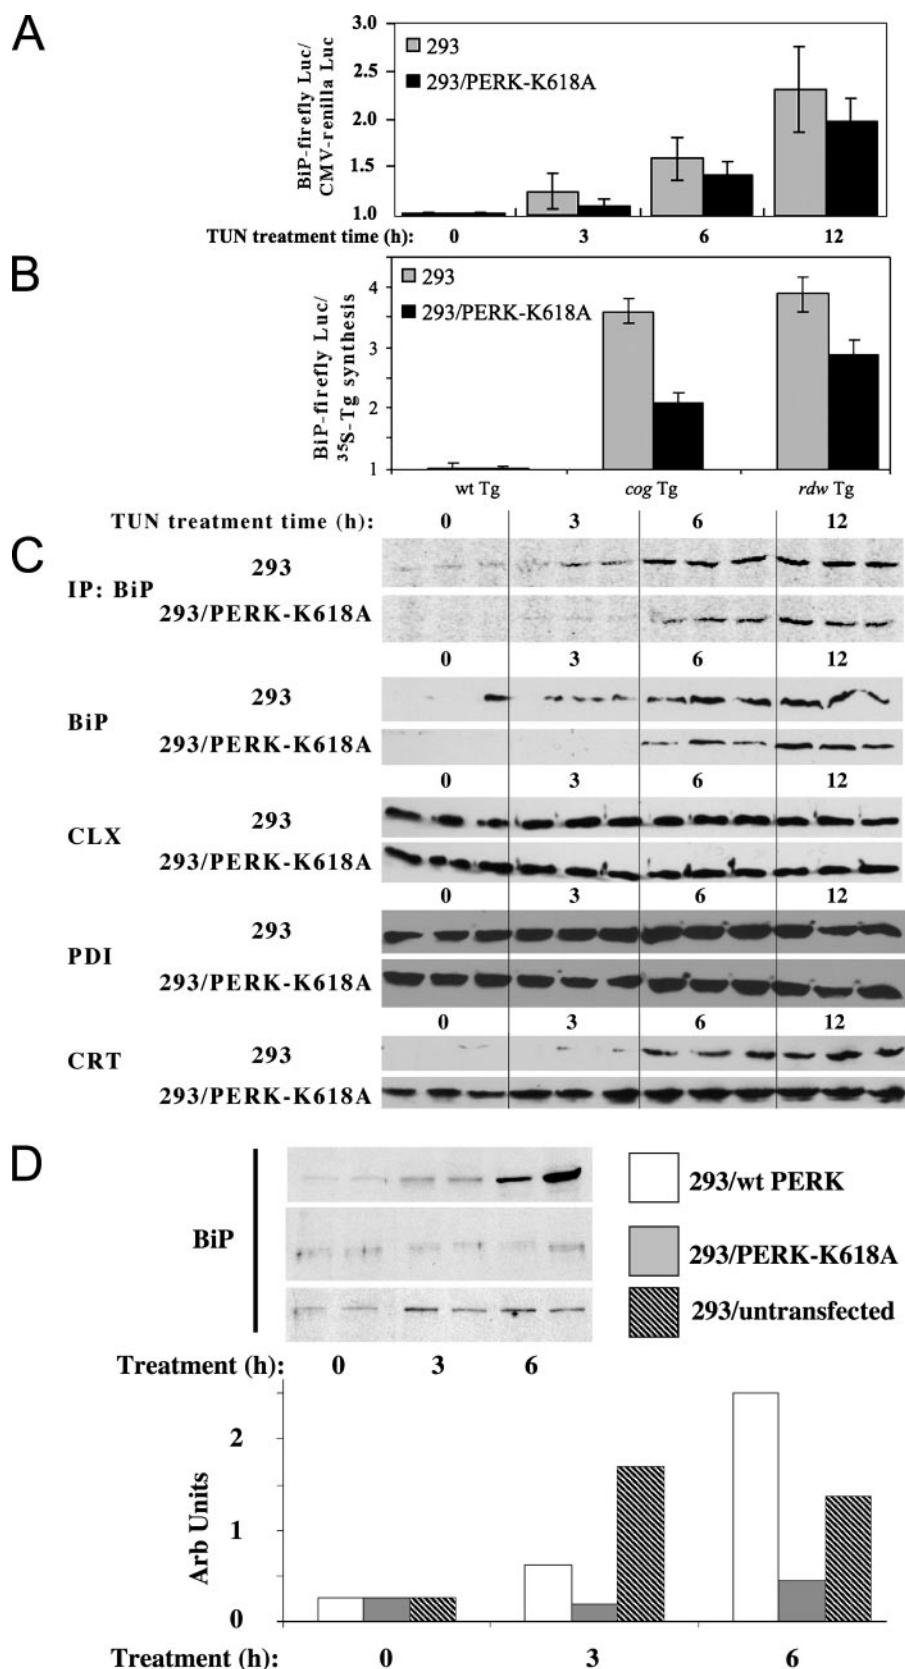 A
BiP-firefly Luc/
CMV-renilla Luc
3.0
2.5
2.0
1.5
1.0
293
293/PERK-K618A
TUN treatment time (h): 0 3 6 12
B
BiP-firefly Luc/
³⁵S-Tg synthesis
4
3
2
1
293
293/PERK-K618A
wt Tg cog Tg rdw Tg
TUN treatment time (h): 0 3 6 12
C
IP: BiP
293
293/PERK-K618A
0 3 6 12
BiP
293
293/PERK-K618A
0 3 6 12
CLX
293
293/PERK-K618A
0 3 6 12
PDI
293
293/PERK-K618A
0 3 6 12
CRT
293
293/PERK-K618A
D
BiP
293/wt PERK
293/PERK-K618A
293/untransfected
Treatment (h): 0 3 6
Arb Units
2
1
0
Treatment (h): 0 3 6